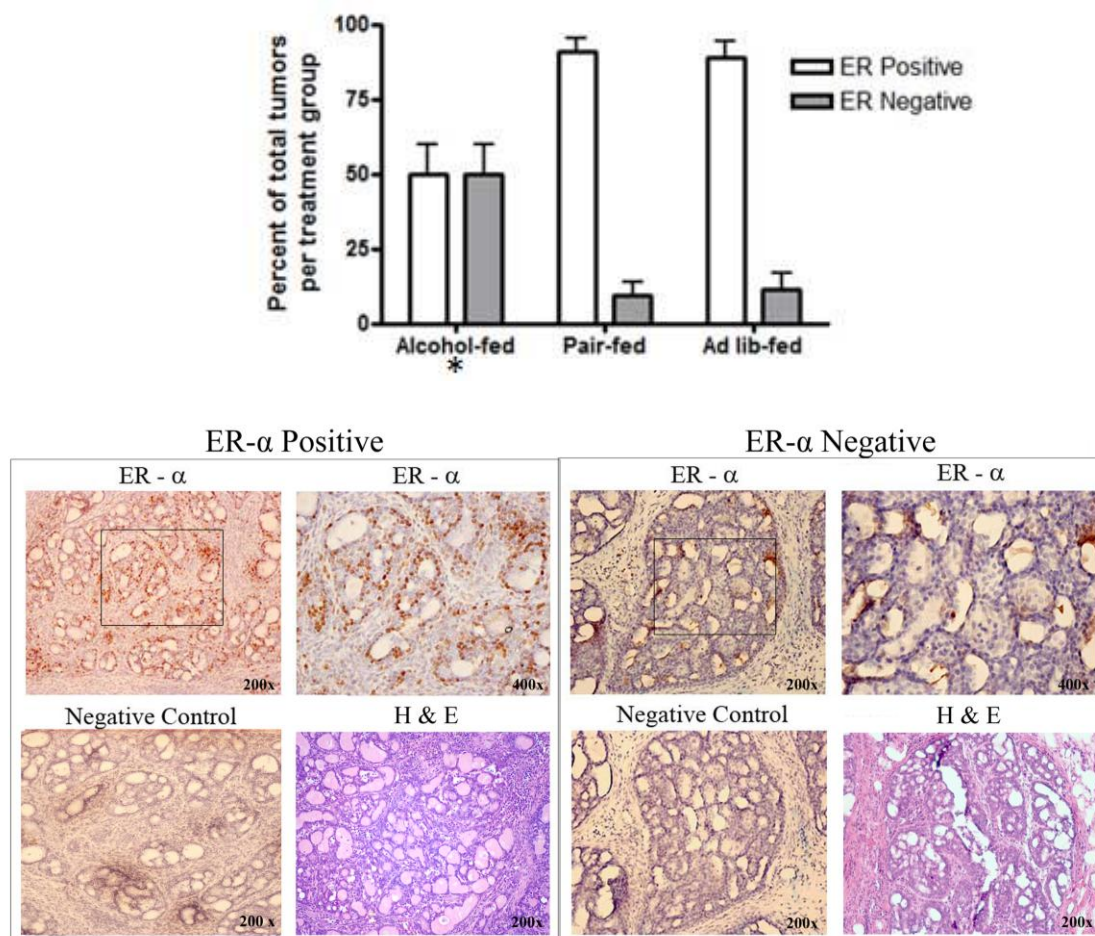 100
75
50
25
0
Percent of total tumors
per treatment group
ER Positive
ER Negative
Alcohol-fed
*
Pair-fed
Ad lib-fed
ER-α Positive
ER-α Negative
ER - α
ER - α
ER - α
ER - α
200x
400x
200x
400x
Negative Control
H & E
Negative Control
H & E
200 x
200x
200x
200x